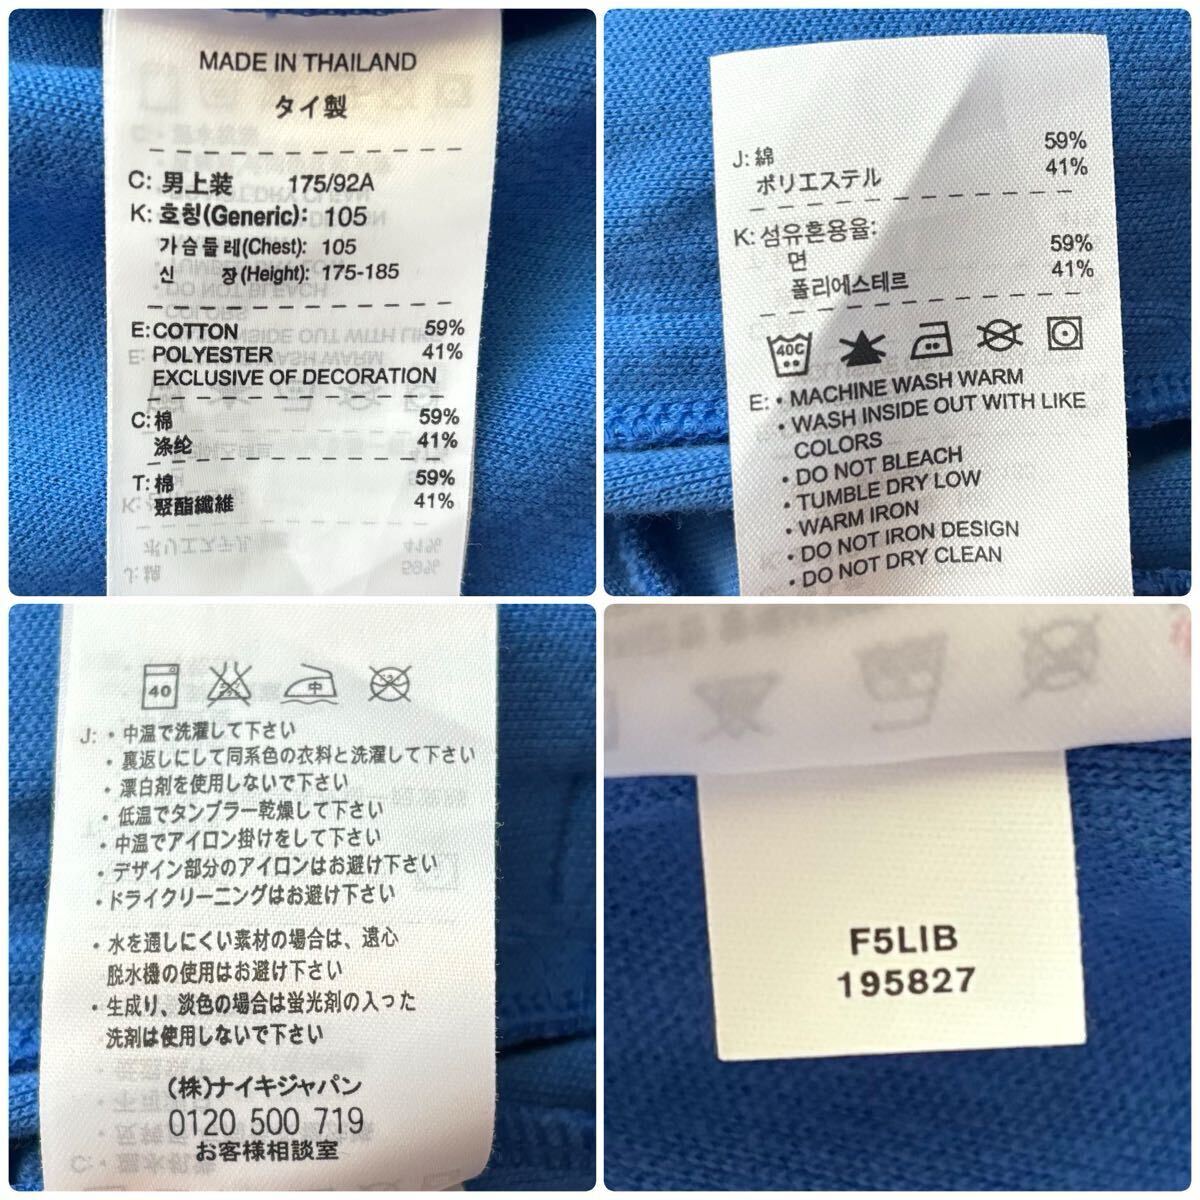 MADE IN THAILAND
タイ製
C: 男上装 175/92A
K: 호칭(Generic): 105
가슴둘레(Chest): 105
신 장(Height): 175-185
E: COTTON 59%
POLYESTER 41%
EXCLUSIVE OF DECORATION
C: 棉 59%
涤纶 41%
T: 棉 59%
聚酯纖維 41%
J: 綿 59%
ポリエステル 41%
K: 섬유혼용율:
면 59%
폴리에스테르 41%
40C
E: • MACHINE WASH WARM
• WASH INSIDE OUT WITH LIKE
COLORS
• DO NOT BLEACH
• TUMBLE DRY LOW
• WARM IRON
• DO NOT IRON DESIGN
• DO NOT DRY CLEAN
40 中
J: • 中温で洗濯して下さい
• 裏返しにして同系色の衣料と洗濯して下さい
• 漂白剤を使用しないで下さい
• 低温でタンブラー乾燥して下さい
• 中温でアイロン掛けをして下さい
• デザイン部分のアイロンはお避け下さい
• ドライクリーニングはお避け下さい
• 水を通しにくい素材の場合は、遠心
脱水機の使用はお避け下さい
• 生成り、淡色の場合は蛍光剤の入った
洗剤は使用しないで下さい
(株)ナイキジャパン
0120 500 719
お客様相談室
F5LIB
195827